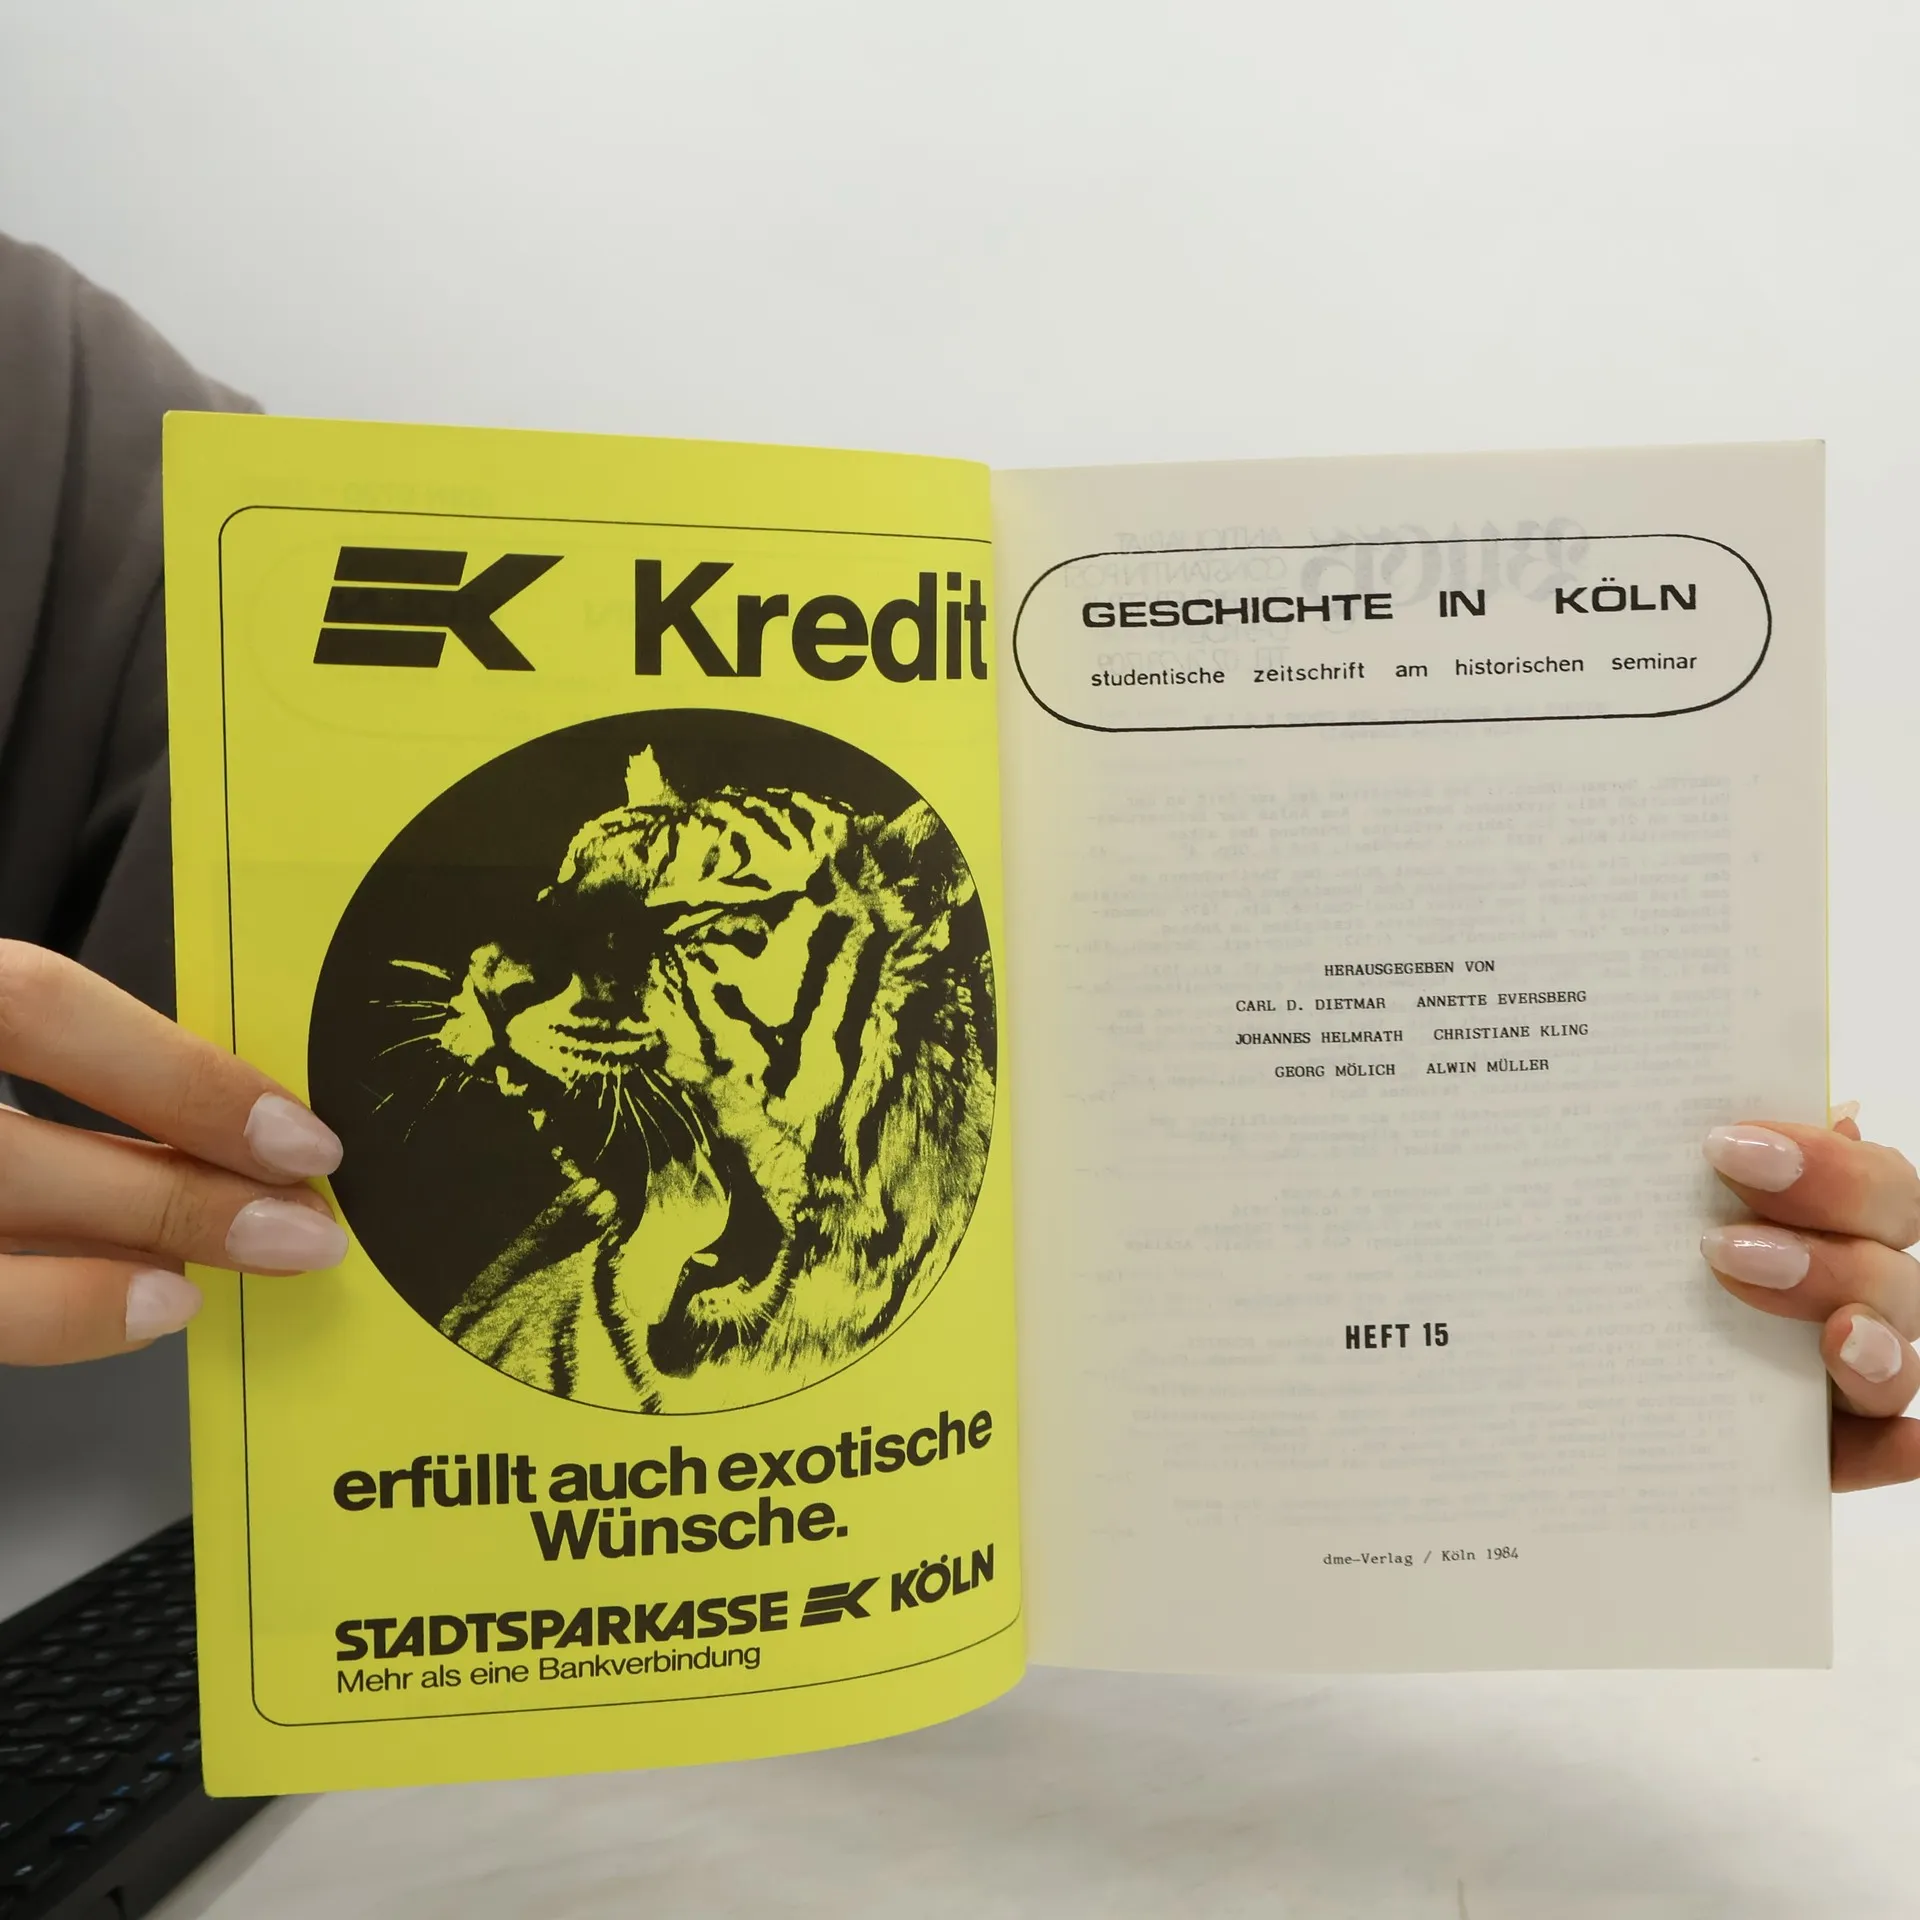 EK Kredit
erfüllt auch exotische
Wünsche.
STADTSPARKASSE EK KÖLN
Mehr als eine Bankverbindung
GESCHICHTE IN KÖLN
studentische zeitschrift am historischen seminar
HERAUSGEGEBEN VON
CARL D. DIETMAR ANNETTE EVERSBERG
JOHANNES HELMRATH CHRISTIANE KLING
GEORG MÖLICH ALWIN MÜLLER
HEFT 15
dme-Verlag / Köln 1984